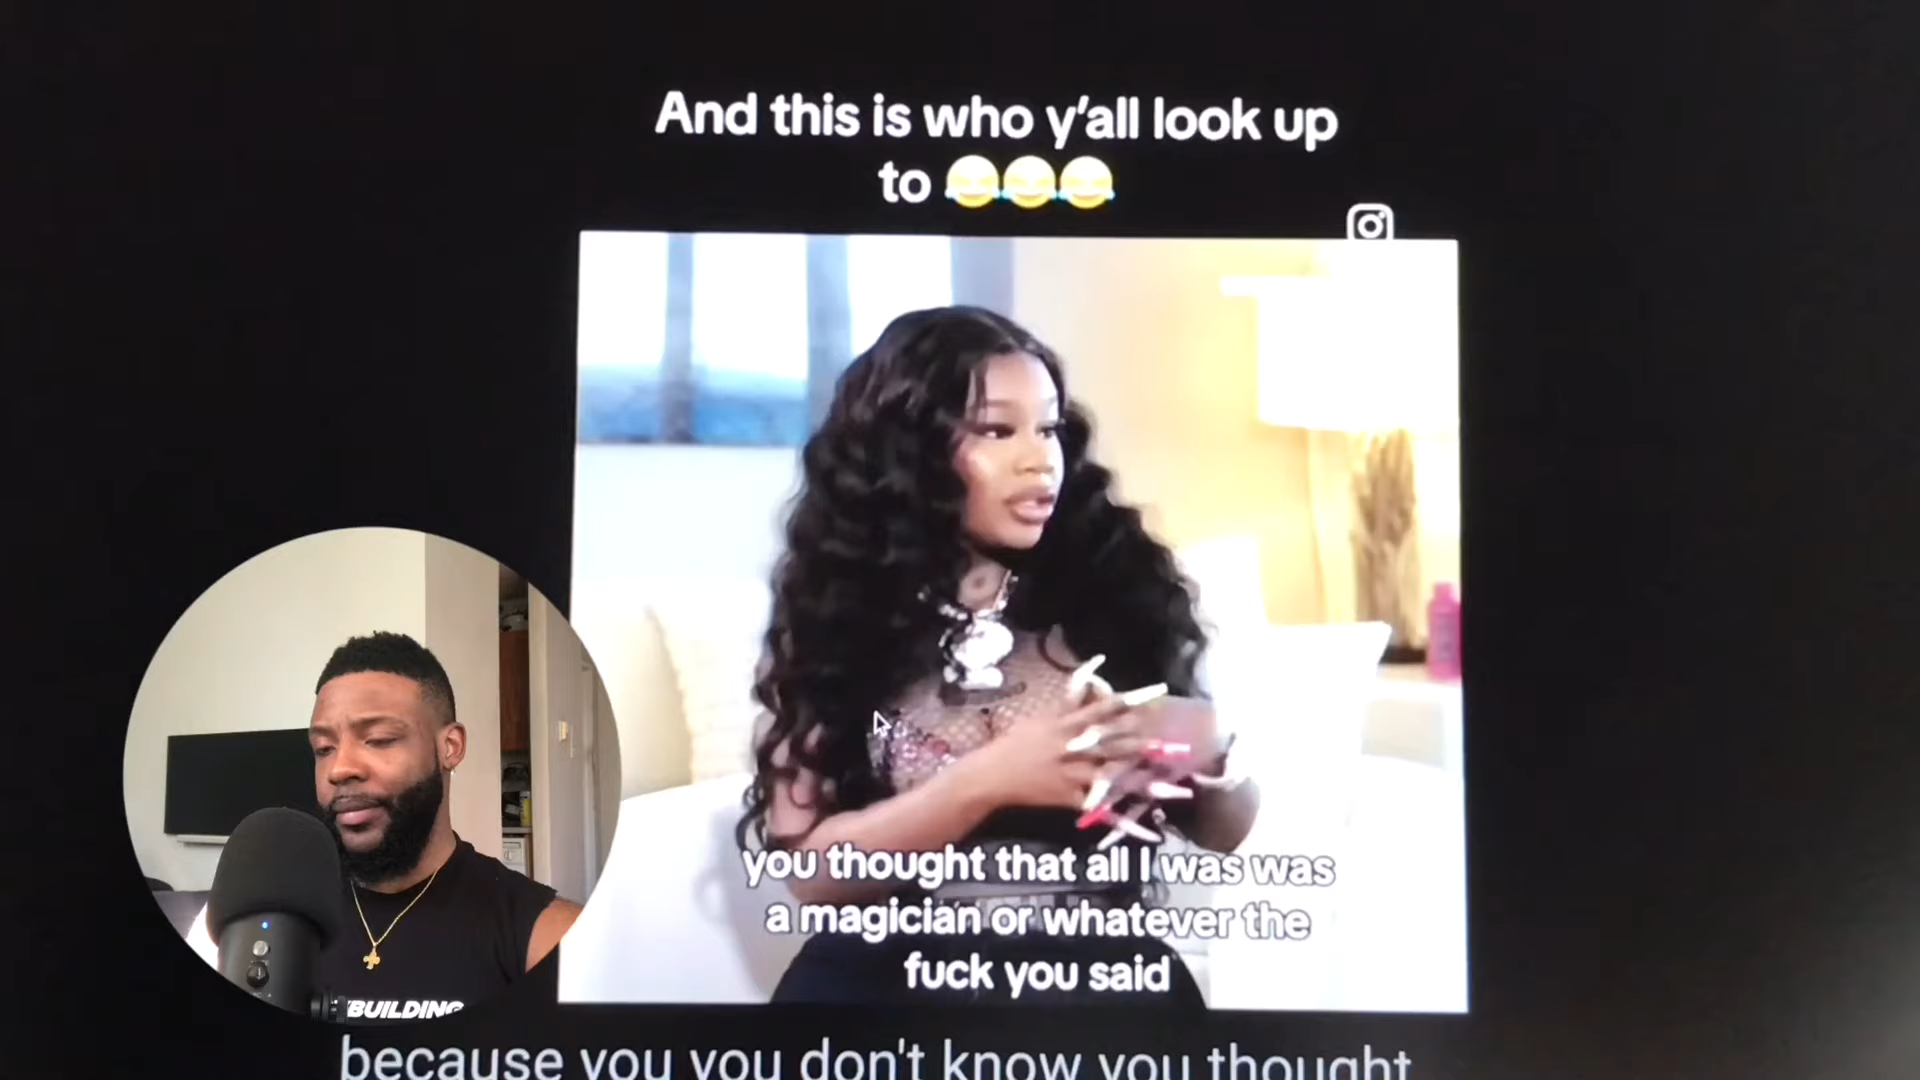 And this is who y'all look up
to 😂😂😂
you thought that all I was was
a magician or whatever the
fuck you said
BUILDING
because you you don't know you thought